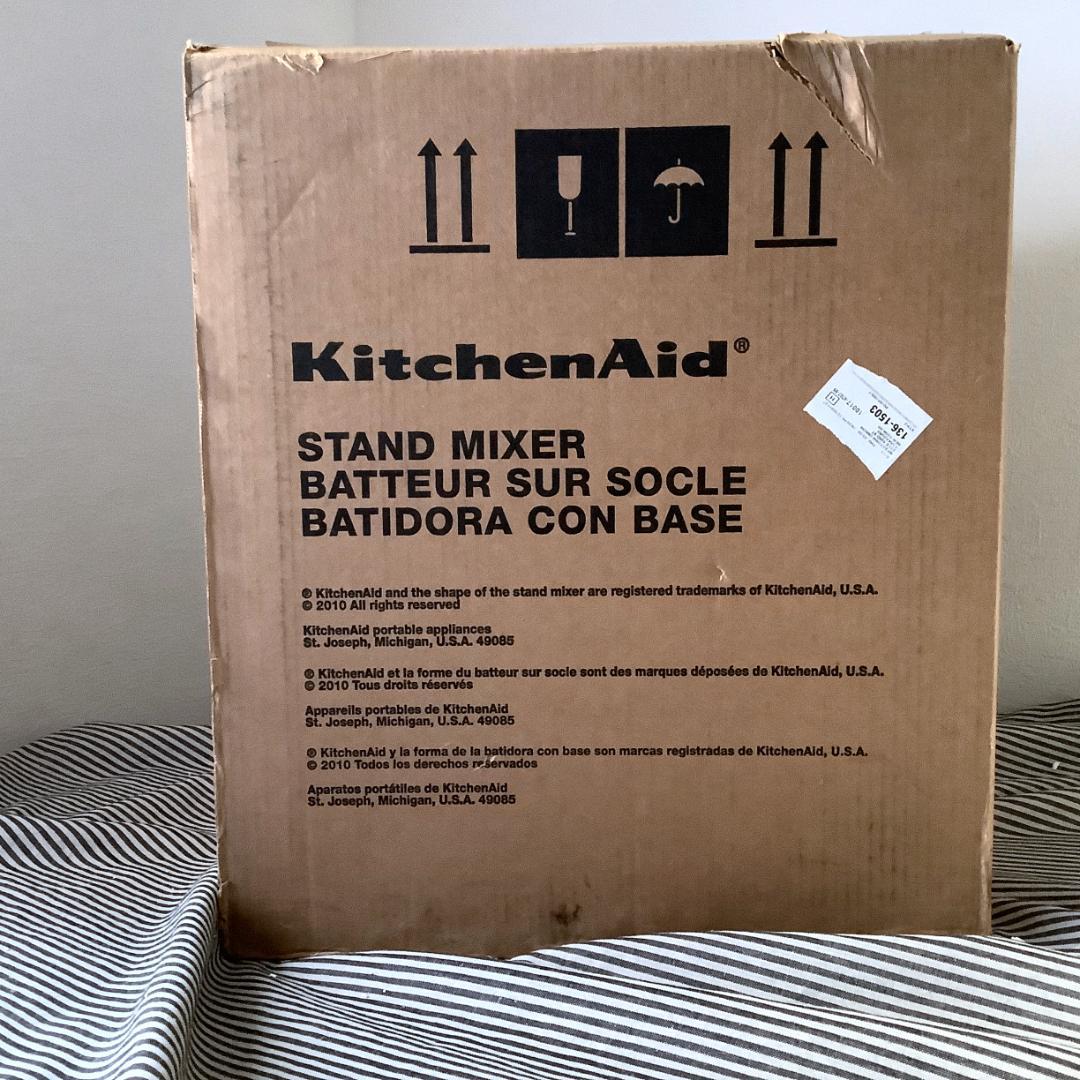 KitchenAid®
STAND MIXER
BATTEUR SUR SOCLE
BATIDORA CON BASE
® KitchenAid and the shape of the stand mixer are registered trademarks of KitchenAid, U.S.A.
© 2010 All rights reserved
KitchenAid portable appliances
St. Joseph, Michigan, U.S.A. 49085
® KitchenAid et la forme du batteur sur socle sont des marques déposées de KitchenAid, U.S.A.
© 2010 Tous droits réservés
Appareils portables de KitchenAid
St. Joseph, Michigan, U.S.A. 49085
® KitchenAid y la forma de la batidora con base son marcas registradas de KitchenAid, U.S.A.
© 2010 Todos los derechos reservados
Aparatos portátiles de KitchenAid
St. Joseph, Michigan, U.S.A. 49085
136-1503